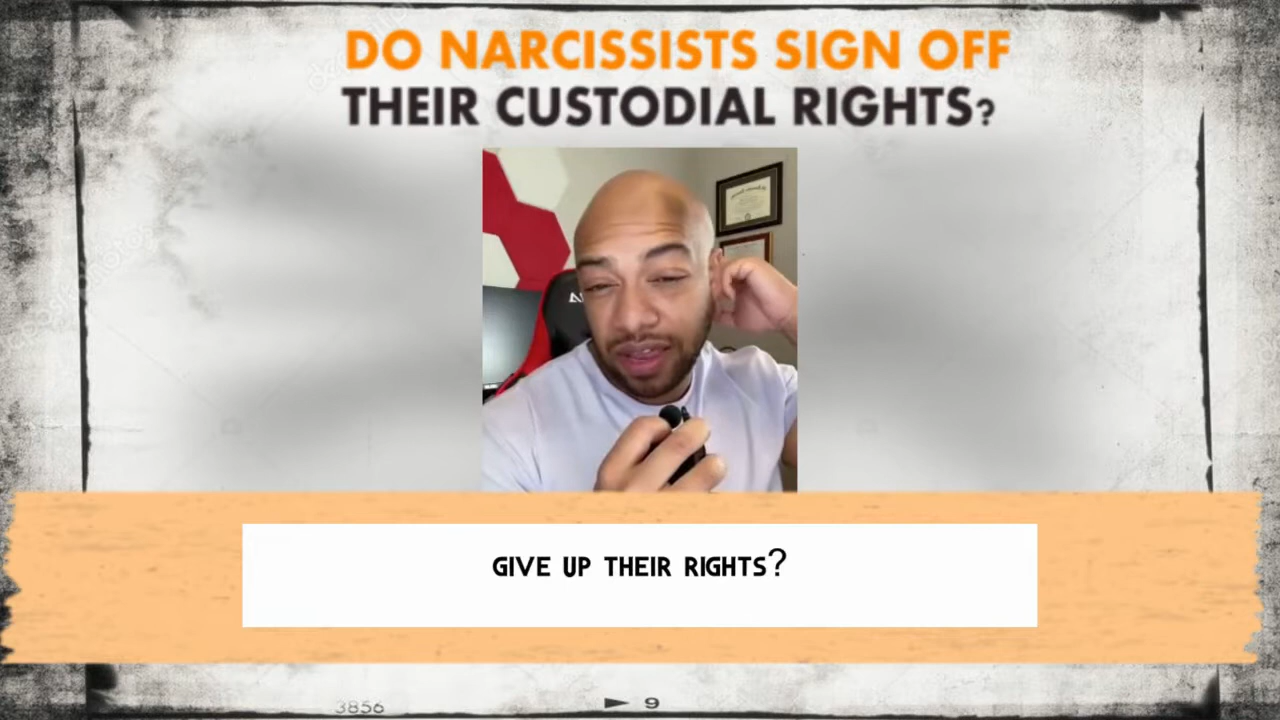 DO NARCISSISTS SIGN OFF
THEIR CUSTODIAL RIGHTS?
GIVE UP THEIR RIGHTS?
3856
9